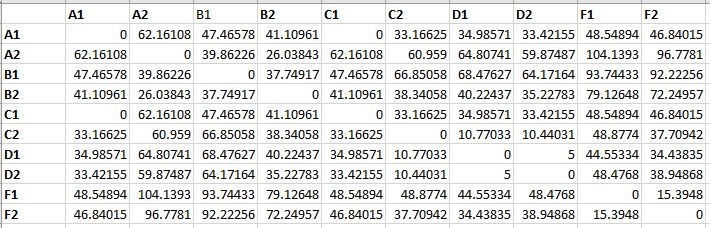 A1 A2 B1 B2 C1 C2 D1 D2 F1 F2
A1 0 62.16108 47.46578 41.10961 0 33.16625 34.98571 33.42155 48.54894 46.84015
A2 62.16108 0 39.86226 26.03843 62.16108 60.959 64.80741 59.87487 104.1393 96.7781
B1 47.46578 39.86226 0 37.74917 47.46578 66.85058 68.47627 64.17164 93.74433 92.22256
B2 41.10961 26.03843 37.74917 0 41.10961 38.34058 40.22437 35.22783 79.12648 72.24957
C1 0 62.16108 47.46578 41.10961 0 33.16625 34.98571 33.42155 48.54894 46.84015
C2 33.16625 60.959 66.85058 38.34058 33.16625 0 10.77033 10.44031 48.8774 37.70942
D1 34.98571 64.80741 68.47627 40.22437 34.98571 10.77033 0 5 44.55334 34.43835
D2 33.42155 59.87487 64.17164 35.22783 33.42155 10.44031 5 0 48.4768 38.94868
F1 48.54894 104.1393 93.74433 79.12648 48.54894 48.8774 44.55334 48.4768 0 15.3948
F2 46.84015 96.7781 92.22256 72.24957 46.84015 37.70942 34.43835 38.94868 15.3948 0